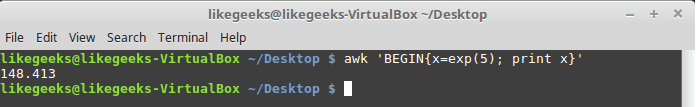 likegeeks@likegeeks-VirtualBox ~/Desktop
File Edit View Search Terminal Help
likegeeks@likegeeks-VirtualBox ~/Desktop $ awk 'BEGIN{x=exp(5); print x}'
148.413
likegeeks@likegeeks-VirtualBox ~/Desktop $